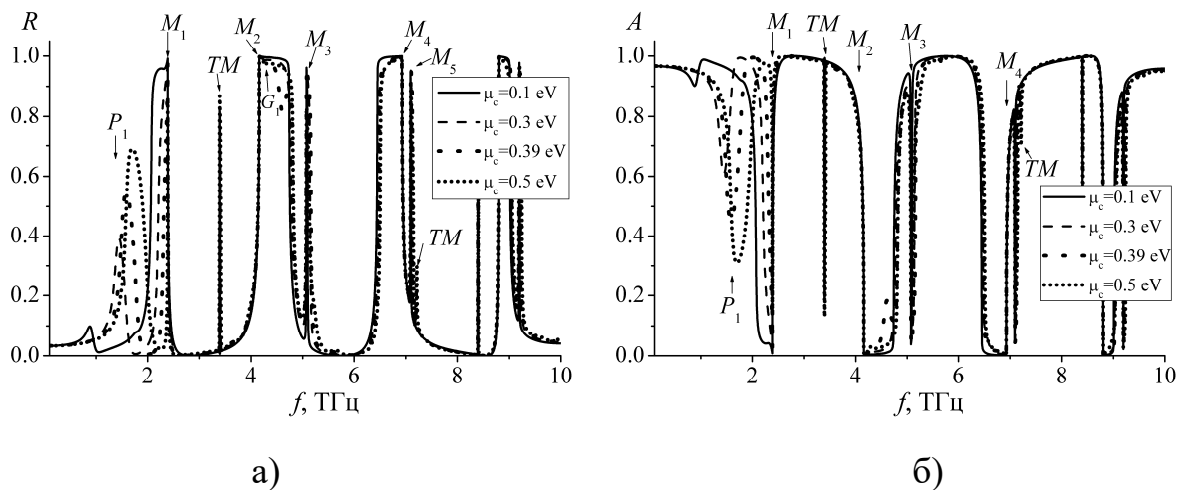 R
M₁
M₂
M₃
M₄
M₅
TM
G₁
P₁
TM
μc=0.1 eV
μc=0.3 eV
μc=0.39 eV
μc=0.5 eV
1.0
0.8
0.6
0.4
0.2
0.0
2
4
6
8
10
f, ТГц
а)
A
M₁
TM
M₂
M₃
M₄
TM
P₁
μc=0.1 eV
μc=0.3 eV
μc=0.39 eV
μc=0.5 eV
1.0
0.8
0.6
0.4
0.2
0.0
2
4
6
8
10
f, ТГц
б)